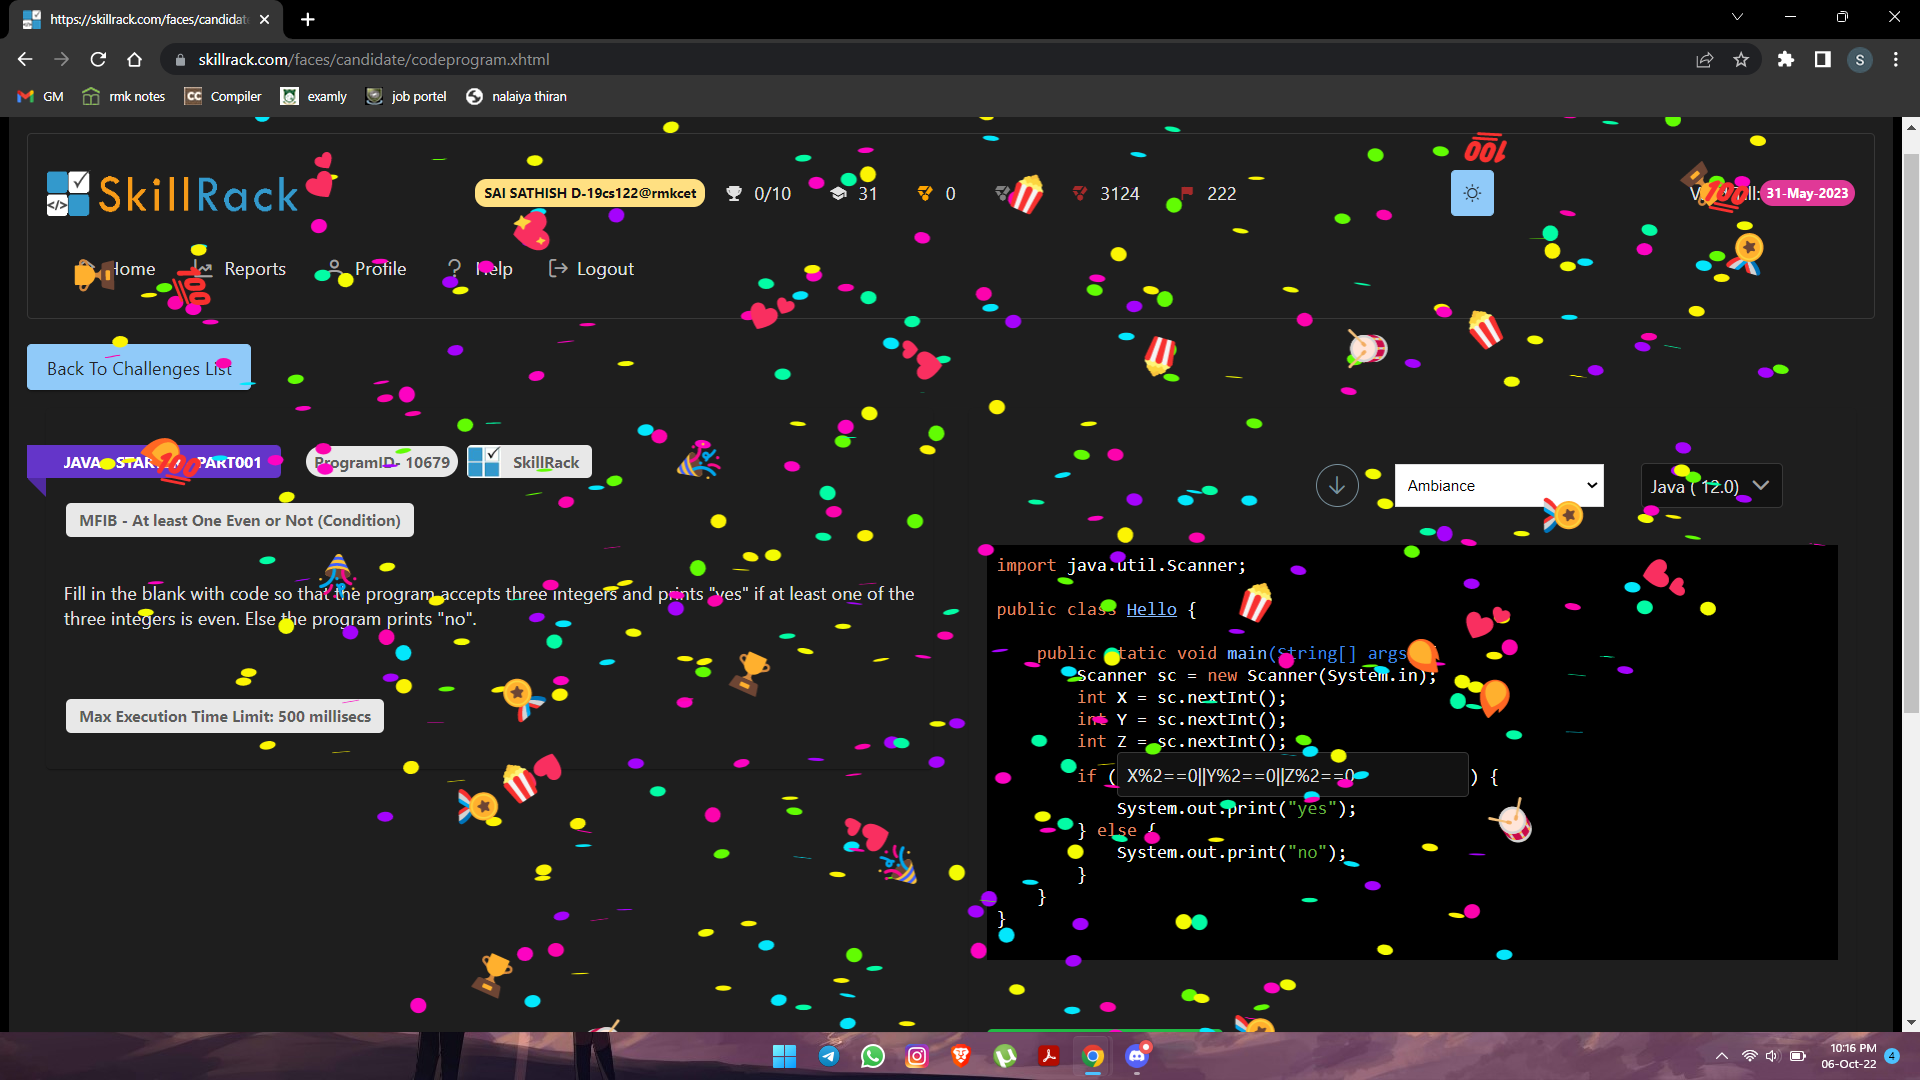 https://skillrack.com/faces/candidat
skillrack.com/faces/candidate/codeprogram.xhtml
S
GM
rmk notes
CC Compiler
examly
job portel
nalaiya thiran
SkillRack
SAI SATHISH D-19cs122@rmkcet
0/10
31
0
3124
222
31-May-2023
Home
Reports
Profile
Help
Logout
Back To Challenges List
PART001
ProgramID- 10679
SkillRack
Ambiance
Java ( 12.0)
MFIB - At least One Even or Not (Condition)
Fill in the blank with code so that the program accepts three integers and prints "yes" if at least one of the
three integers is even. Else the program prints "no".
Max Execution Time Limit: 500 millisecs
import java.util.Scanner;
public class Hello {
public static void main(String[] args
Scanner sc = new Scanner(System.in);
int X = sc.nextInt();
int Y = sc.nextInt();
int Z = sc.nextInt();
if ( X%2==0||Y%2==0||Z%2==0 ) {
System.out.print("yes");
} else {
System.out.print("no");
}
}
}
10:16 PM
06-Oct-22
4